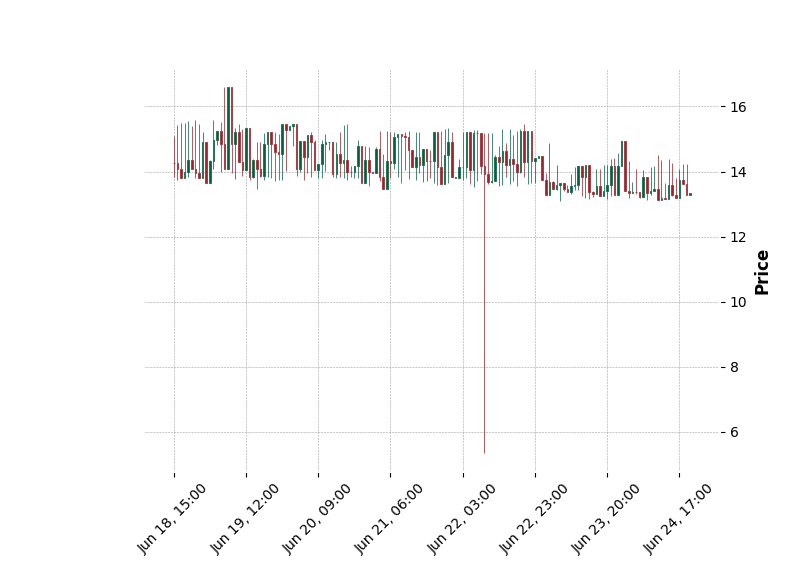 16
14
12
10
8
6
Price
Jun 18, 15:00
Jun 19, 12:00
Jun 20, 09:00
Jun 21, 06:00
Jun 22, 03:00
Jun 22, 23:00
Jun 23, 20:00
Jun 24, 17:00